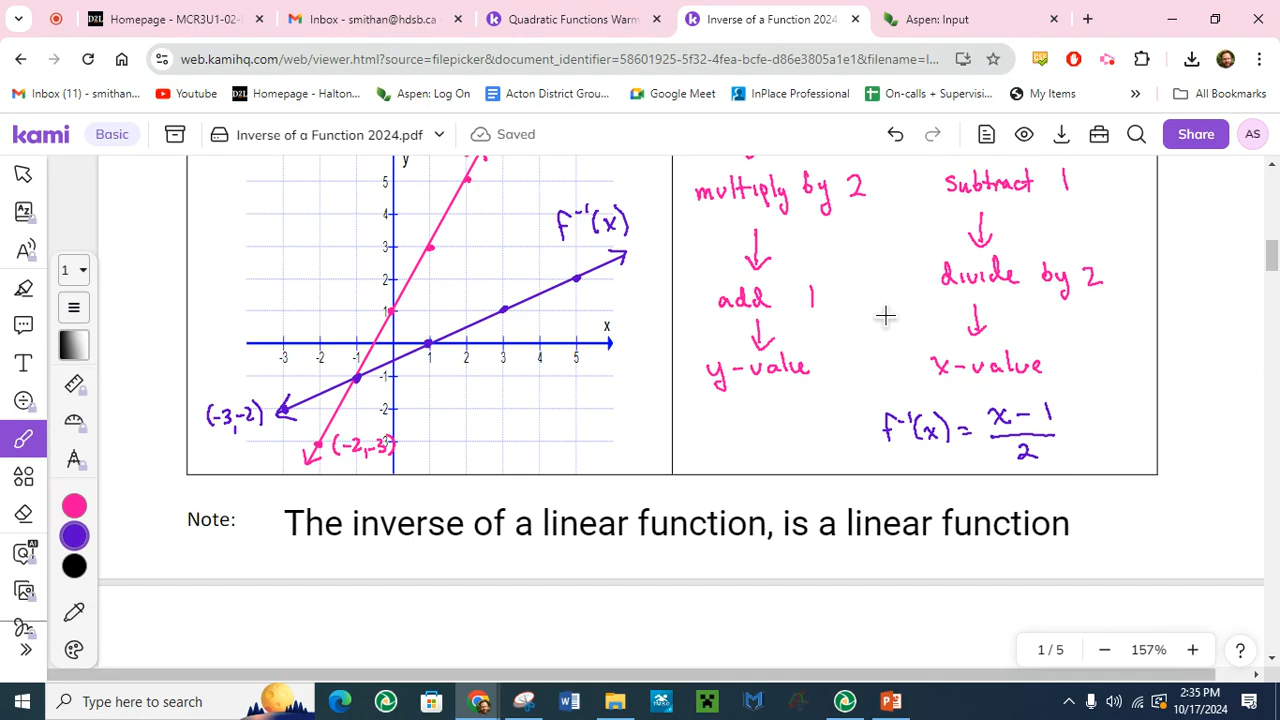 Homepage - MCR3U1-02-
Inbox - smithan@hdsb.ca
Quadratic Functions Warm
Inverse of a Function 2024
Aspen: Input
web.kamihq.com/web/viewer.html?source=filepicker&document_identifier=58601925-5f32-4fea-bcfe-d86e3805a1e1&filename=I...
Inbox (11) - smithan... Youtube Homepage - Halton... Aspen: Log On Acton District Grou... Google Meet InPlace Professional On-calls + Supervisi... My Items » All Bookmarks
kami Basic Inverse of a Function 2024.pdf Saved Share AS
y
5
4
3
2
1
-1
-2
-3 -2 -1 1 2 3 4 5
x
f⁻¹(x)
(-3,-2)
(-2,-3)
multiply by 2
add 1
y-value
subtract 1
divide by 2
x-value
f⁻¹(x) = x-1
2
Note: The inverse of a linear function, is a linear function
1
1 / 5 157%
Type here to search
2:35 PM
10/17/2024